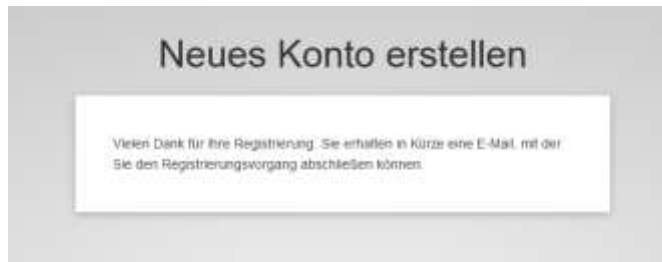 Neues Konto erstellen
Vielen Dank für Ihre Registrierung. Sie erhalten in Kürze eine E-Mail, mit der
Sie den Registrierungsvorgang abschließen können.